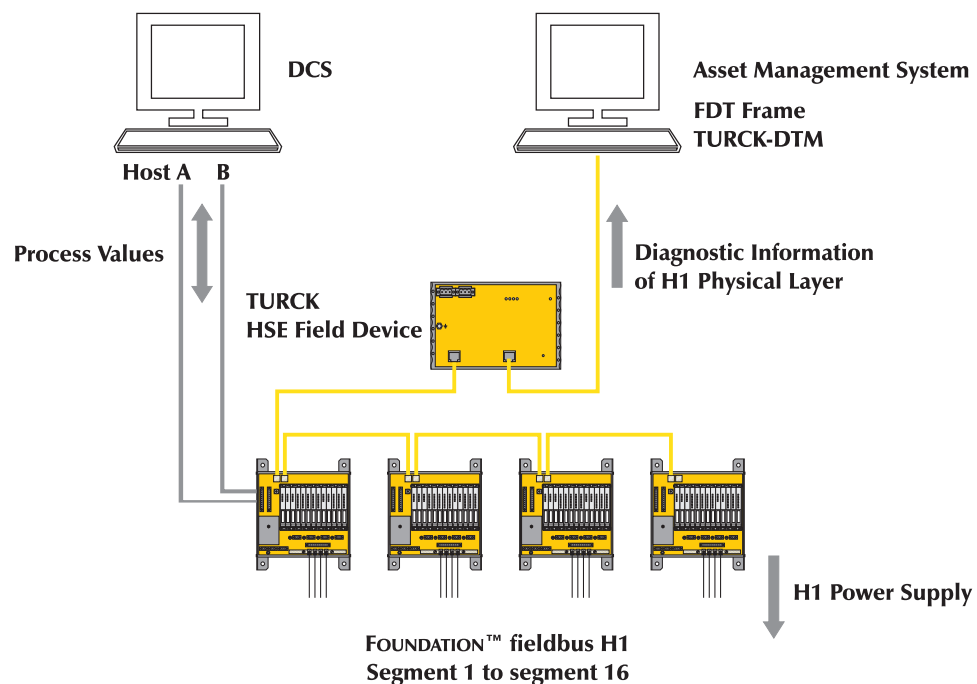 DCS
Asset Management System
FDT Frame
TURCK-DTM
Host A B
Process Values
Diagnostic Information
of H1 Physical Layer
TURCK
HSE Field Device
H1 Power Supply
FOUNDATION™ fieldbus H1
Segment 1 to segment 16